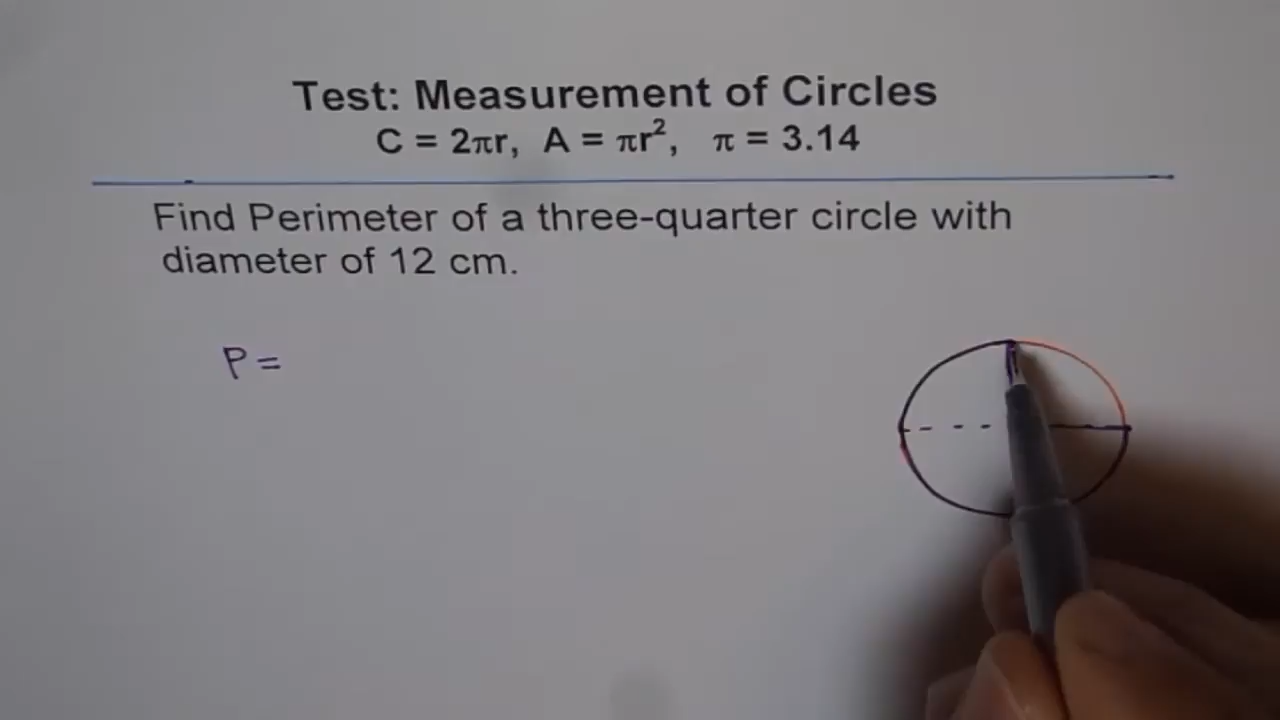 Test: Measurement of Circles
C = 2πr, A = πr², π = 3.14
Find Perimeter of a three-quarter circle with
diameter of 12 cm.
P =